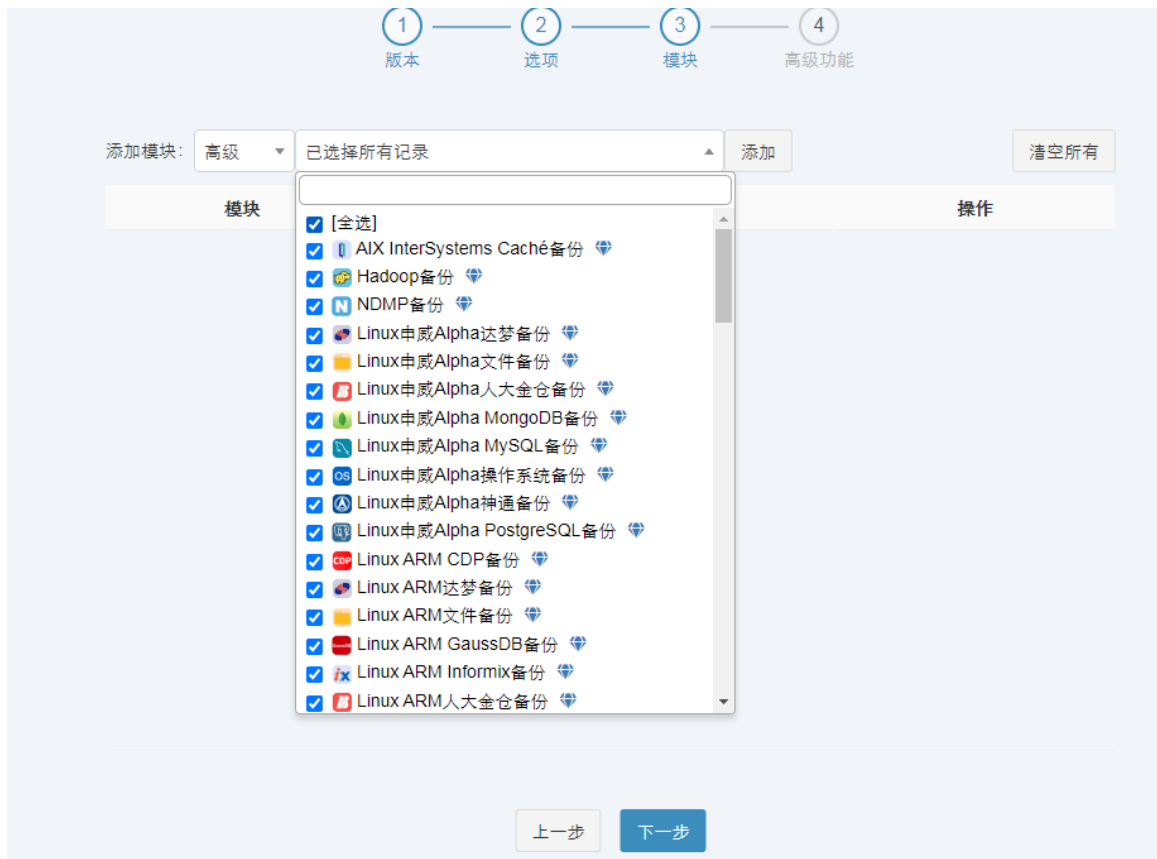 1
2
3
4
版本
选项
模块
高级功能
添加模块: 高级 已选择所有记录 添加 清空所有
模块 操作
[全选]
AIX InterSystems Caché备份
Hadoop备份
N NDMP备份
Linux申威Alpha达梦备份
Linux申威Alpha文件备份
Linux申威Alpha人大金仓备份
Linux申威Alpha MongoDB备份
Linux申威Alpha MySQL备份
OS Linux申威Alpha操作系统备份
Linux申威Alpha神通备份
Linux申威Alpha PostgreSQL备份
CDP Linux ARM CDP备份
Linux ARM达梦备份
Linux ARM文件备份
Linux ARM GaussDB备份
ix Linux ARM Informix备份
Linux ARM人大金仓备份
上一步 下一步